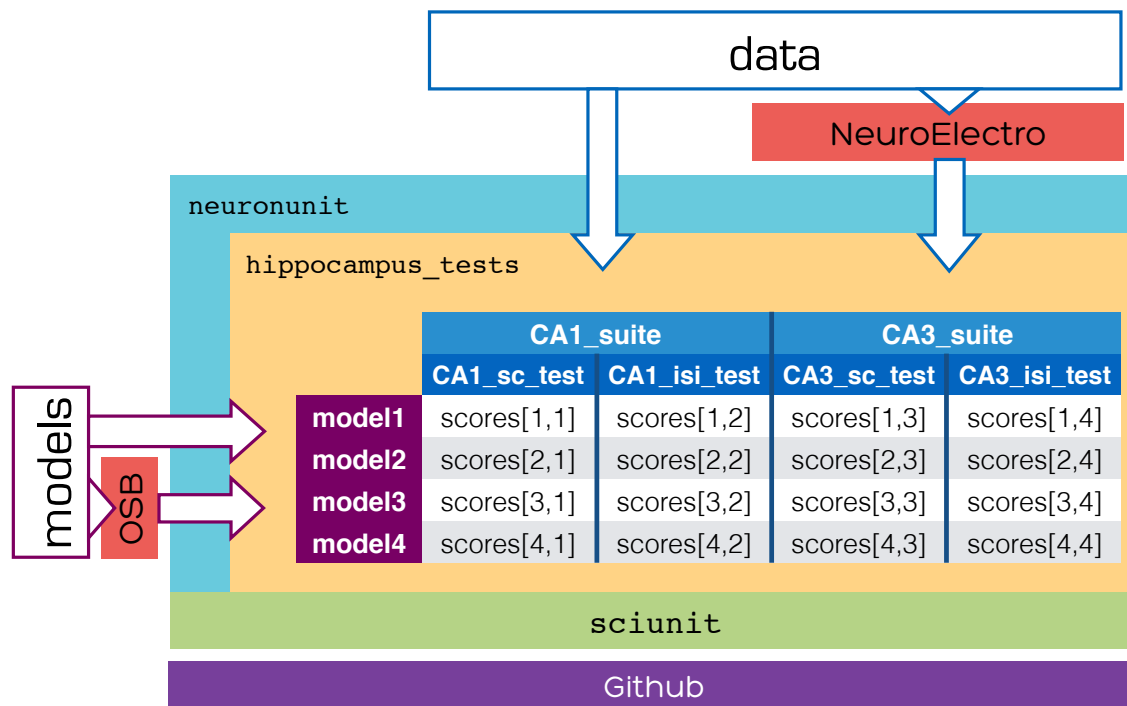 data
NeuroElectro
neuronunit
hippocampus_tests
CA1_suite CA3_suite
CA1_sc_test CA1_isi_test CA3_sc_test CA3_isi_test
model1 scores[1,1] scores[1,2] scores[1,3] scores[1,4]
model2 scores[2,1] scores[2,2] scores[2,3] scores[2,4]
model3 scores[3,1] scores[3,2] scores[3,3] scores[3,4]
model4 scores[4,1] scores[4,2] scores[4,3] scores[4,4]
models
OSB
sciunit
Github